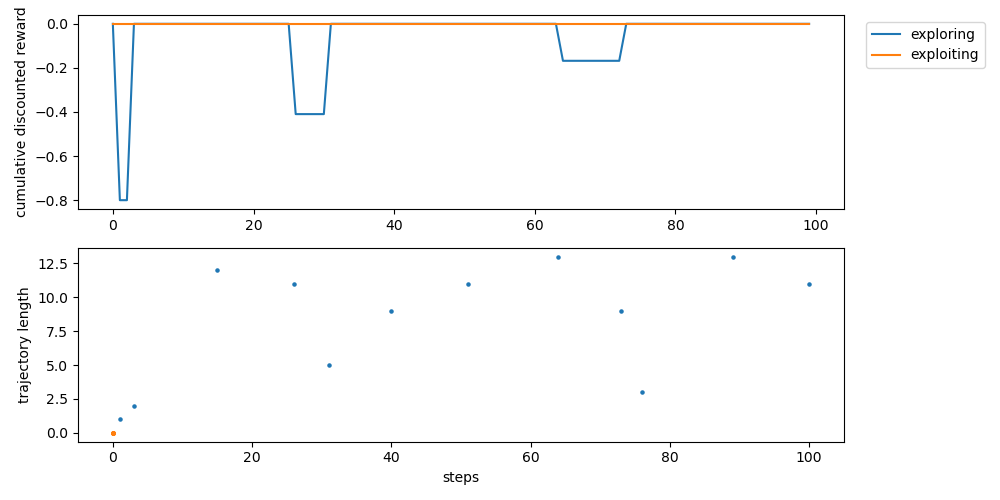 cumulative discounted reward
0.0
−0.2
−0.4
−0.6
−0.8
0 20 40 60 80 100
exploring
exploiting
trajectory length
12.5
10.0
7.5
5.0
2.5
0.0
0 20 40 60 80 100
steps